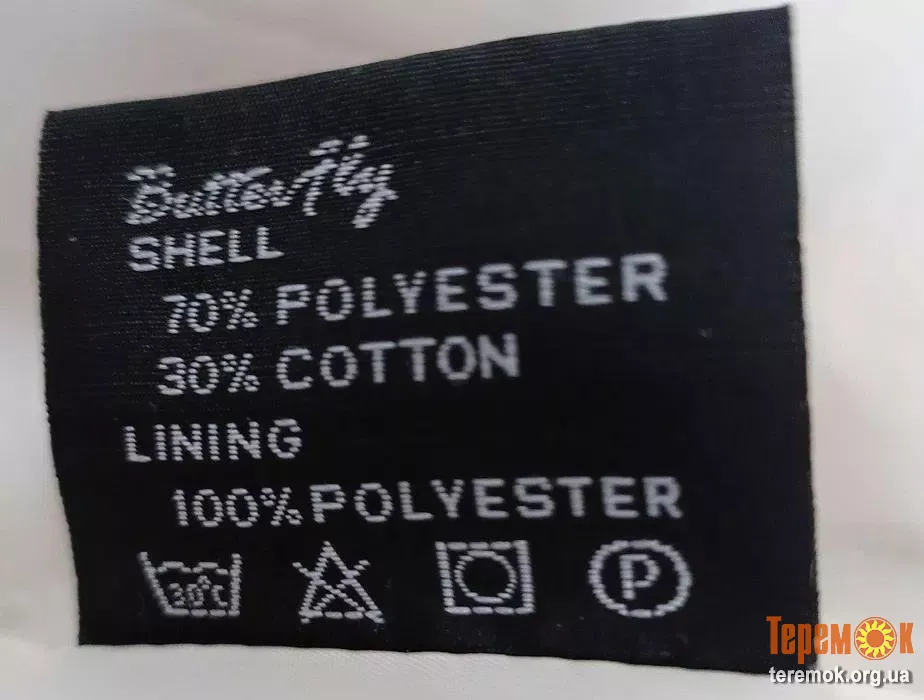 ButterFly
SHELL
70% POLYESTER
30% COTTON
LINING
100% POLYESTER
30°C
P
ТеремОк
teremok.org.ua